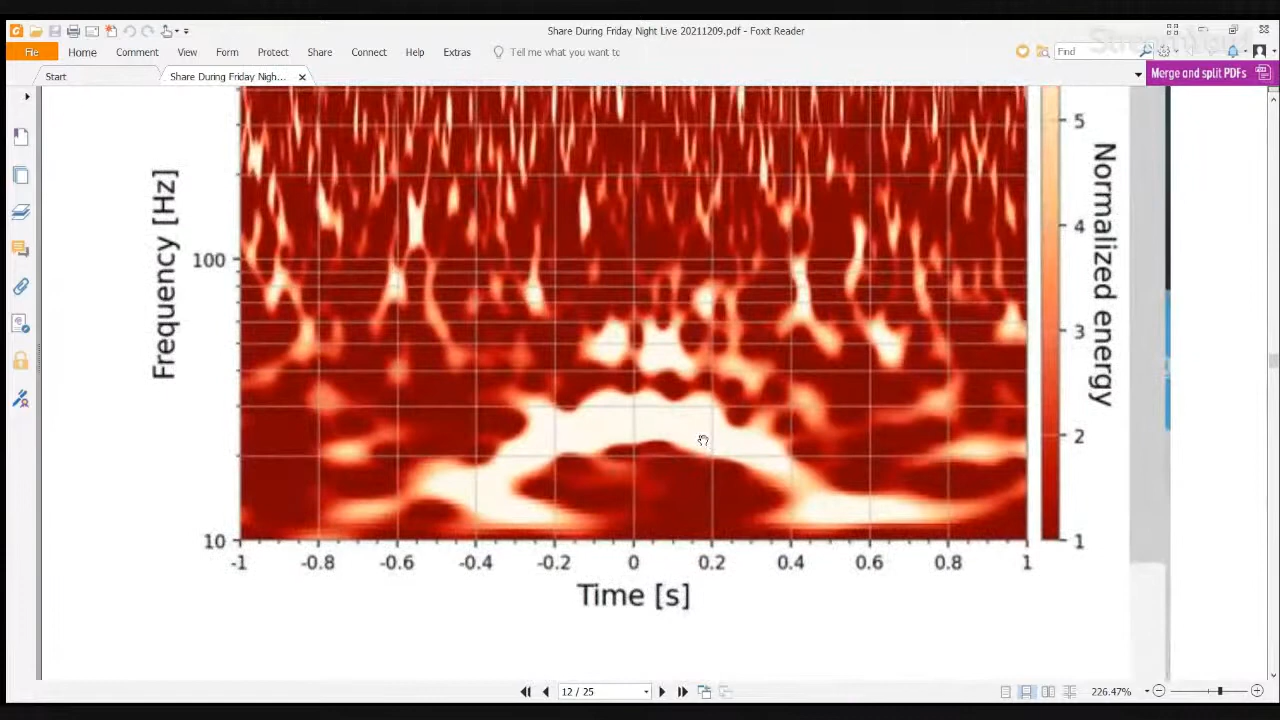 Share During Friday Night Live 20211209.pdf - Foxit Reader
File Home Comment View Form Protect Share Connect Help Extras Tell me what you want to Find
Start Share During Friday Nigh... Merge and split PDFs
Frequency [Hz]
100
10
-1 -0.8 -0.6 -0.4 -0.2 0 0.2 0.4 0.6 0.8 1
Time [s]
5
4
3
2
1
Normalized energy
12 / 25 226.47%